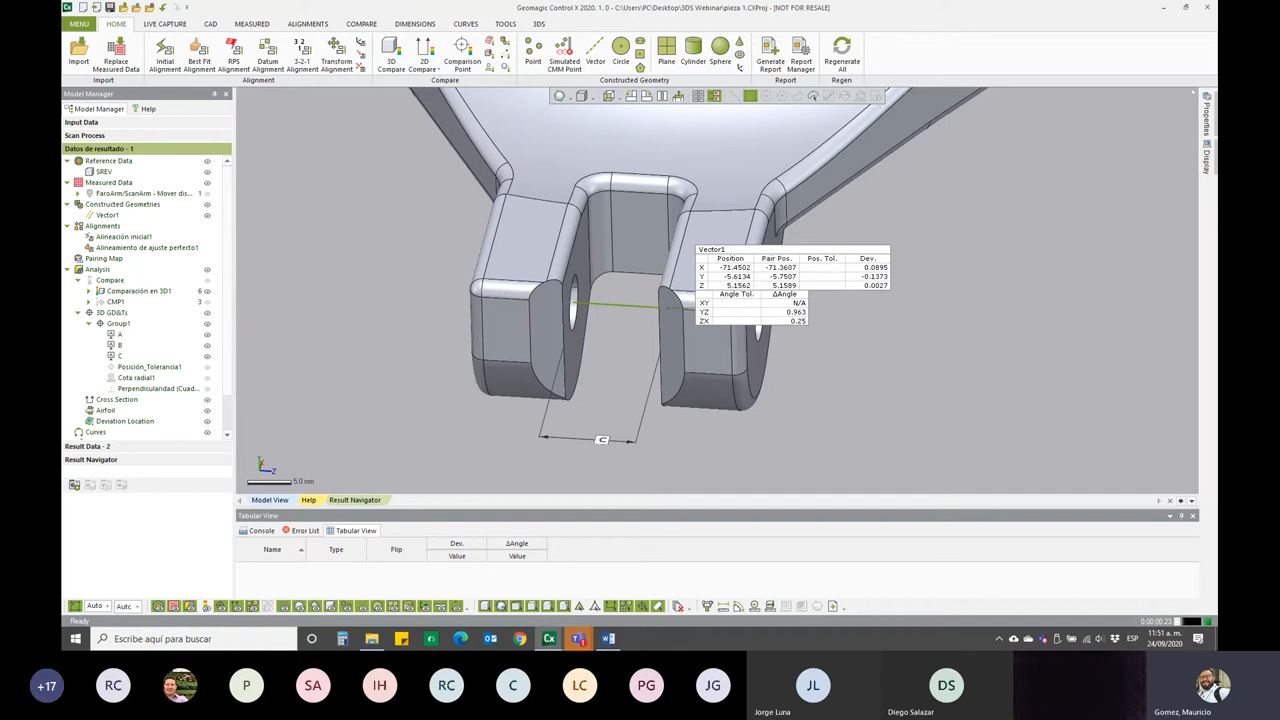 Geomagic Control X 2020. 1. 0 - C:\Users\PC\Desktop\3DS Webinar\pieza 1.CXProj - [NOT FOR RESALE]
MENU HOME LIVE CAPTURE CAD MEASURED ALIGNMENTS COMPARE DIMENSIONS CURVES TOOLS 3DS
Import Replace Measured Data Initial Alignment Best Fit Alignment RPS Alignment Datum Alignment 3-2-1 Alignment Transform Alignment 3D Compare 2D Compare Comparison Point Point Simulated CMM Point Vector Circle Plane Cylinder Sphere Generate Report Report Manager Regenerate All
Import Alignment Compare Constructed Geometry Report Regen
Model Manager
Model Manager Help
Input Data
Scan Process
Datos de resultado - 1
Reference Data
SREV
Measured Data
FaroArm/ScanArm - Mover dis... 1
Constructed Geometries
Vector1
Alignments
Alineación inicial1
Alineamiento de ajuste perfecto1
Pairing Map
Analysis
Compare
Comparación en 3D1 6
CMP1 3
3D GD&Ts
Group1
A
B
C
Posición_Tolerancia1
Cota radial1
Perpendicularidad (Cuad...
Cross Section
Airfoil
Deviation Location
Curves
Result Data - 2
Result Navigator
Properties
Display
Vector1
Position Pair Pos. Pos. Tol. Dev.
X -71.4502 -71.3607 0.0895
Y -5.6134 -5.7507 -0.1373
Z 5.1562 5.1589 0.0027
Angle Tol. ΔAngle
XY N/A
YZ 0.963
ZX 0.25
C
Y
Z
5.0 mm
Model View Help Result Navigator
Tabular View
Console Error List Tabular View
Name Type Flip Dev. ΔAngle
Value Value
Auto Autc
Ready 0:00:00:23
Escribe aquí para buscar
ESP
11:51 a. m.
24/09/2020
+17 RC P SA IH RC C LC PG JG JL DS
Jorge Luna Diego Salazar Gomez, Mauricio